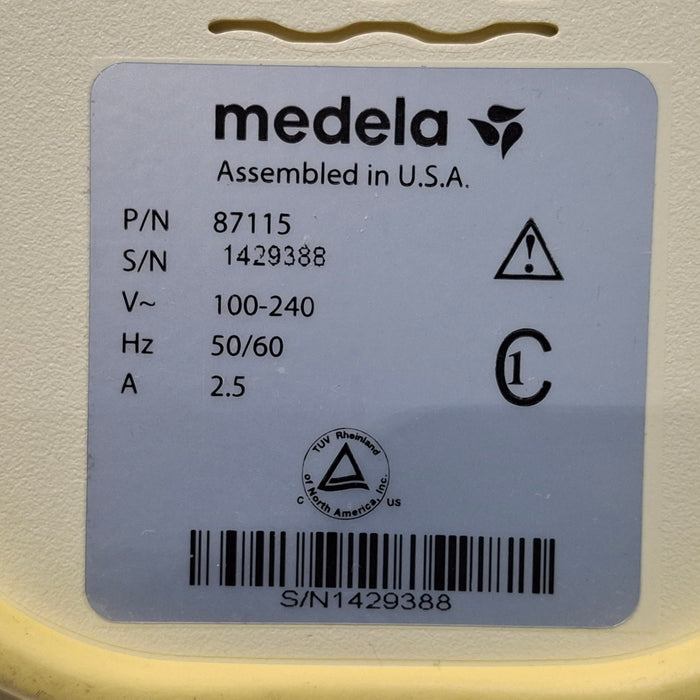 medela
Assembled in U.S.A.
P/N 87115
S/N 1429388
V~ 100-240
Hz 50/60
A 2.5
C1
TUV Rheinland
of North America, Inc.
C US
S/N1429388